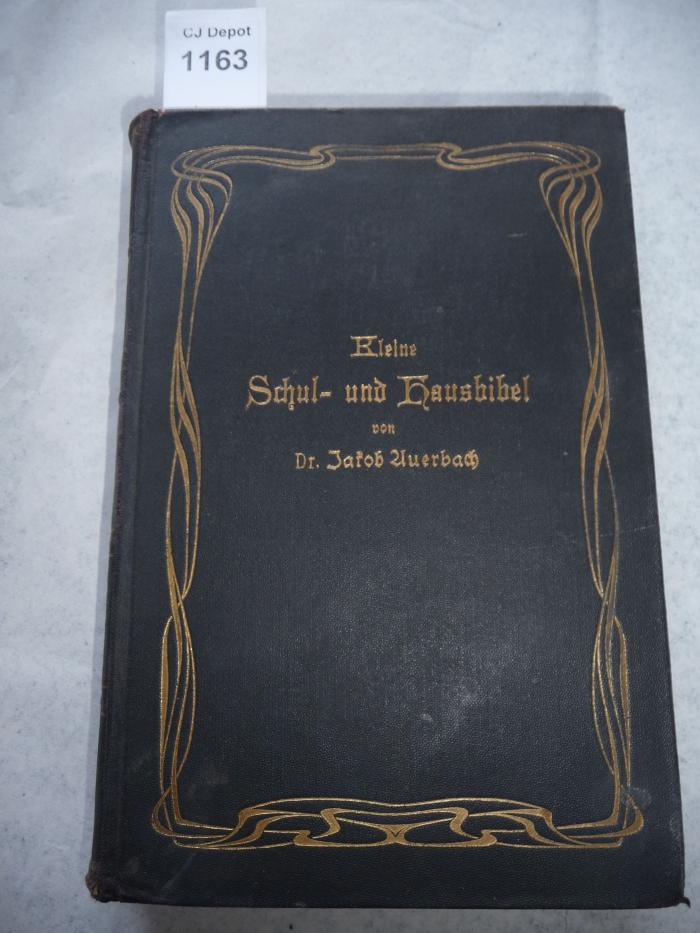 CJ Depot
1163
Kleine
Schul- und Hausbibel
von
Dr. Jakob Auerbach